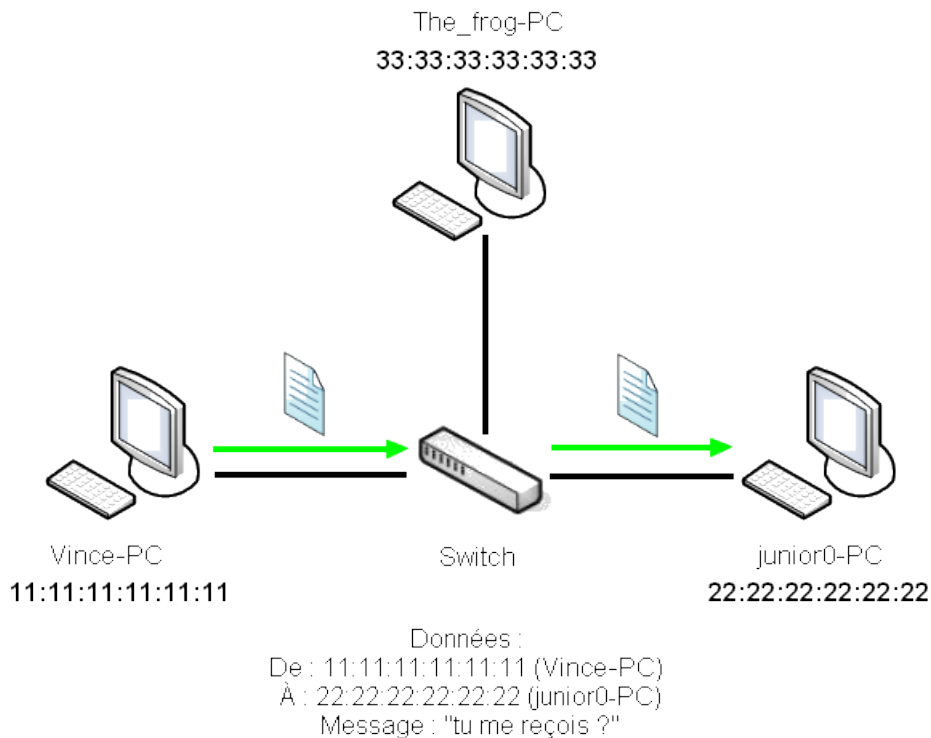 The_frog-PC
33:33:33:33:33:33
Vince-PC
11:11:11:11:11:11
Switch
junior0-PC
22:22:22:22:22:22
Données :
De : 11:11:11:11:11:11 (Vince-PC)
À : 22:22:22:22:22:22 (junior0-PC)
Message : "tu me reçois ?"